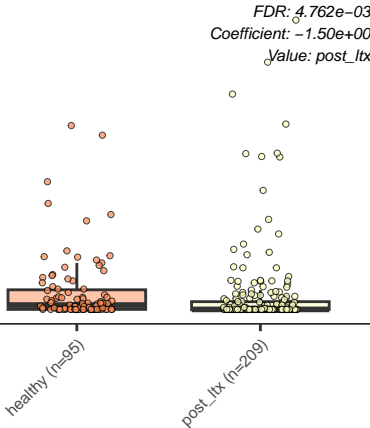 FDR: 4.762e−03
Coefficient: −1.50e+00
Value: post_ltx
healthy (n=95)
post_ltx (n=209)